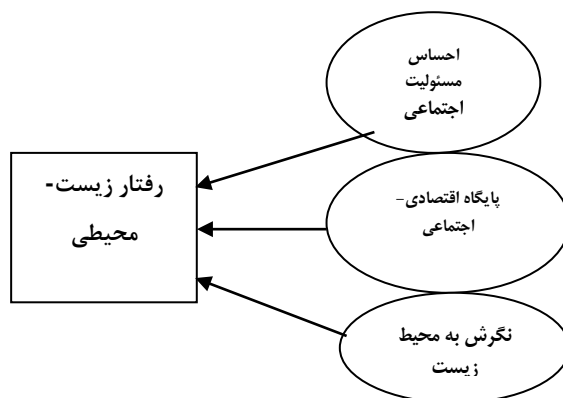 احساس
مسئولیت
اجتماعی
رفتار زیست-
محیطی
پایگاه اقتصادی-
اجتماعی
نگرش به محیط
زیست